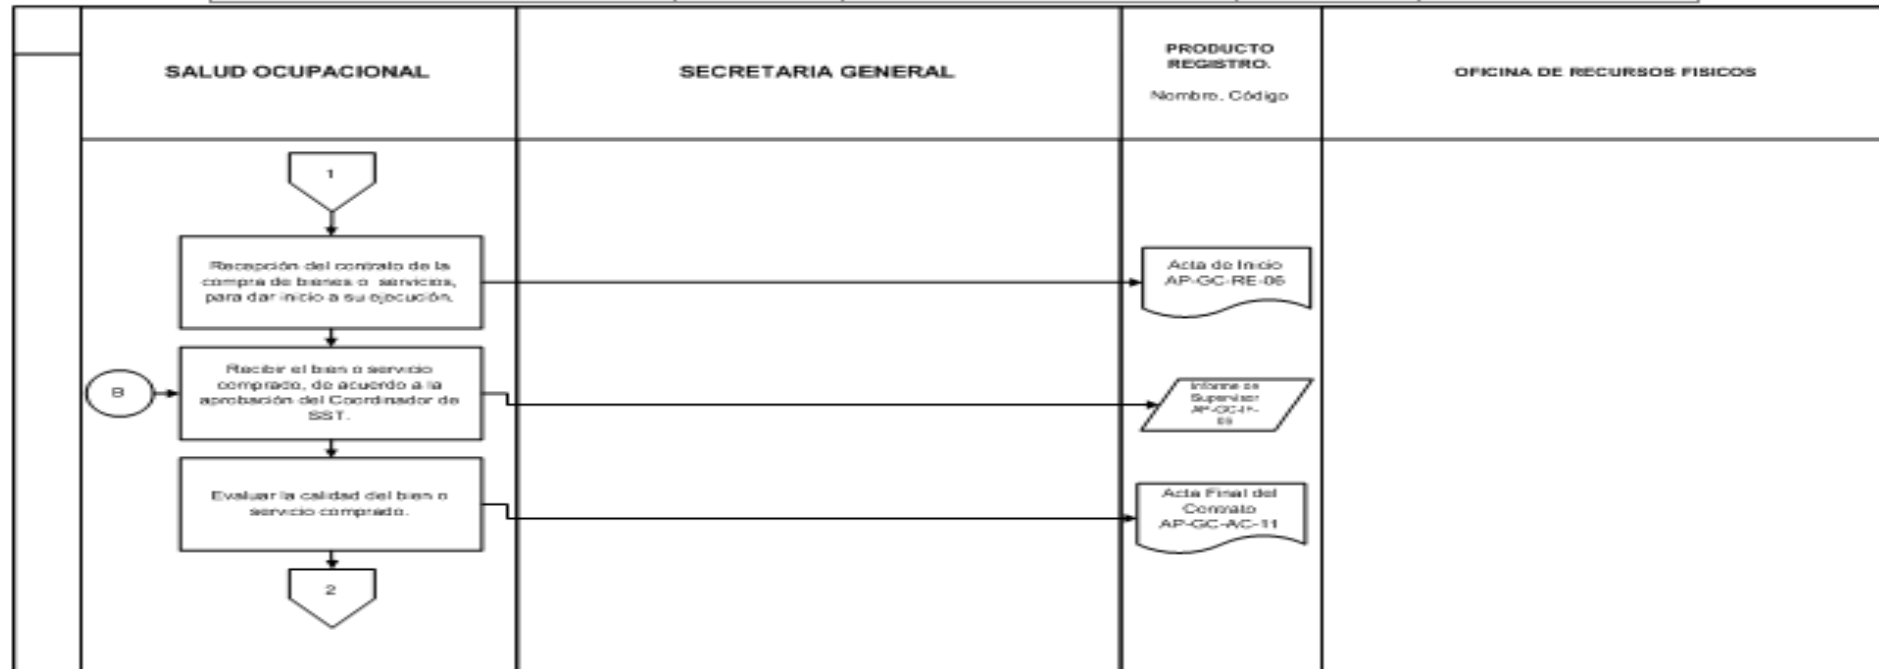 SALUD OCUPACIONAL
SECRETARIA GENERAL
PRODUCTO
REGISTRO.
Nombre, Código
OFICINA DE RECURSOS FISICOS
1
Recepción del contrato de la
compra de bienes o servicios,
para dar inicio a su ejecución.
Acta de Inicio
AP-GC-RE-06
B
Recibir el bien o servicio
comprado, de acuerdo a la
aprobación del Coordinador de
SST.
Informe de
Supervisor
Evaluar la calidad del bien o
servicio comprado.
Acta Final del
Contrato
AP-GC-AC-11
2